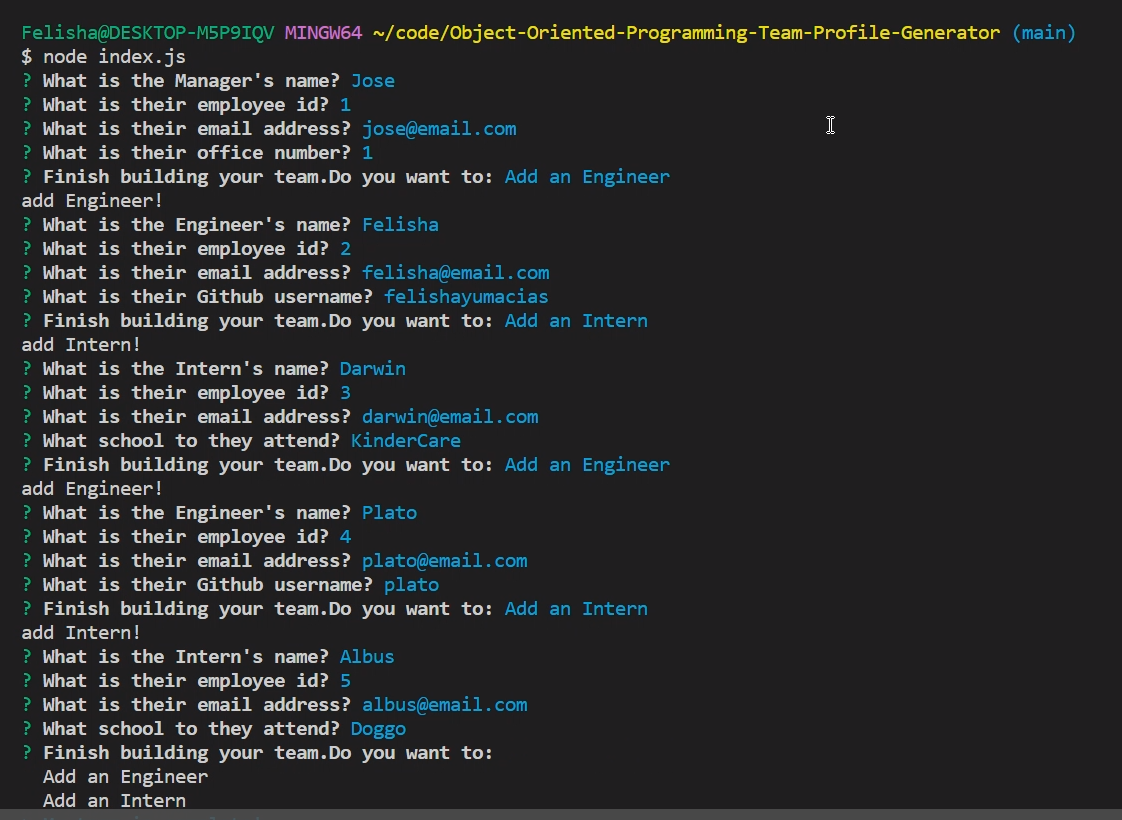 Felisha@DESKTOP-M5P9IQV MINGW64 ~/code/Object-Oriented-Programming-Team-Profile-Generator (main)
$ node index.js
? What is the Manager's name? Jose
? What is their employee id? 1
? What is their email address? jose@email.com
? What is their office number? 1
? Finish building your team.Do you want to: Add an Engineer
add Engineer!
? What is the Engineer's name? Felisha
? What is their employee id? 2
? What is their email address? felisha@email.com
? What is their Github username? felishayumacias
? Finish building your team.Do you want to: Add an Intern
add Intern!
? What is the Intern's name? Darwin
? What is their employee id? 3
? What is their email address? darwin@email.com
? What school to they attend? KinderCare
? Finish building your team.Do you want to: Add an Engineer
add Engineer!
? What is the Engineer's name? Plato
? What is their employee id? 4
? What is their email address? plato@email.com
? What is their Github username? plato
? Finish building your team.Do you want to: Add an Intern
add Intern!
? What is the Intern's name? Albus
? What is their employee id? 5
? What is their email address? albus@email.com
? What school to they attend? Doggo
? Finish building your team.Do you want to:
Add an Engineer
Add an Intern